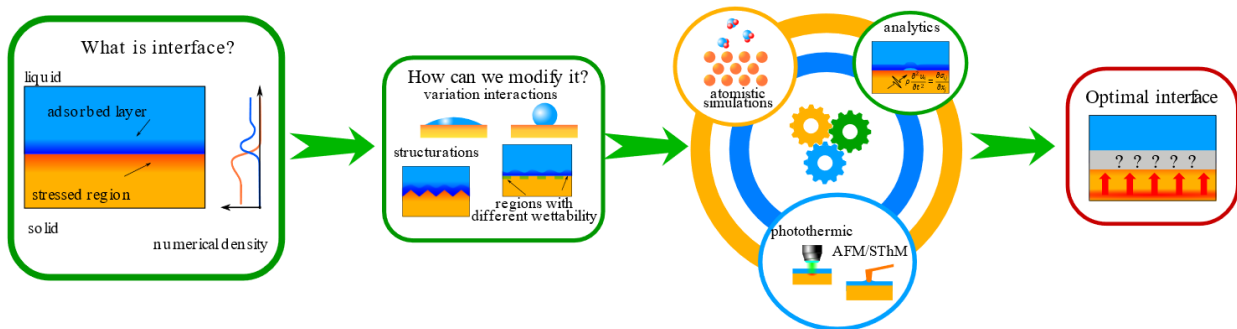 What is interface?
liquid
adsorbed layer
stressed region
solid
numerical density
How can we modify it?
variation interactions
structurations
regions with
different wettability
atomistic
simulations
analytics
photothermic
AFM/SThM
Optimal interface
? ? ? ? ?